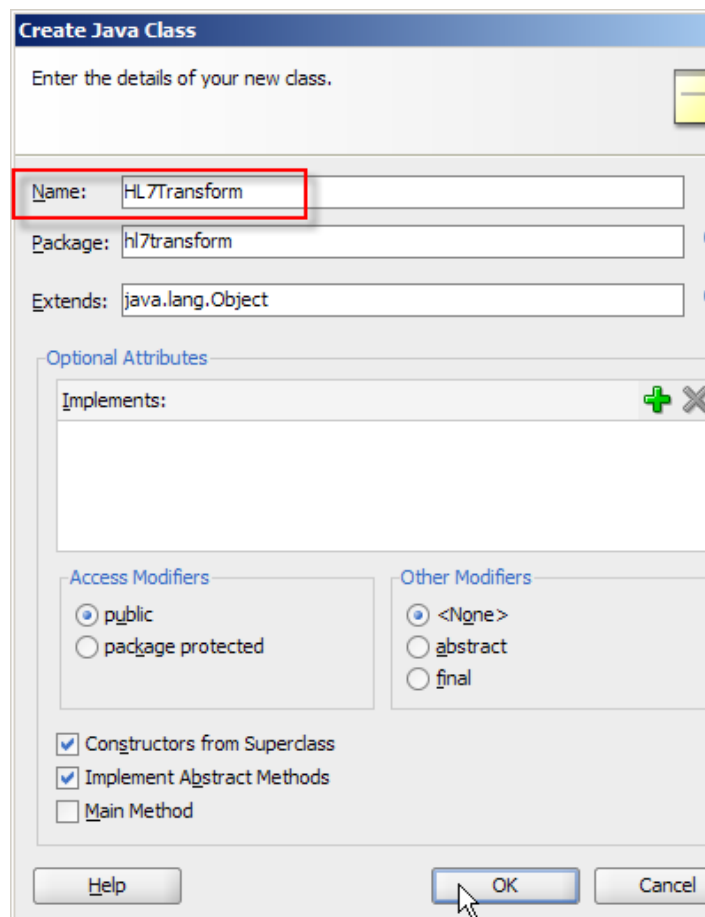 Create Java Class
Enter the details of your new class.
Name: HL7Transform
Package: hl7transform
Extends: java.lang.Object
Optional Attributes
Implements:
Access Modifiers Other Modifiers
public <None>
package protected abstract
final
Constructors from Superclass
Implement Abstract Methods
Main Method
Help OK Cancel